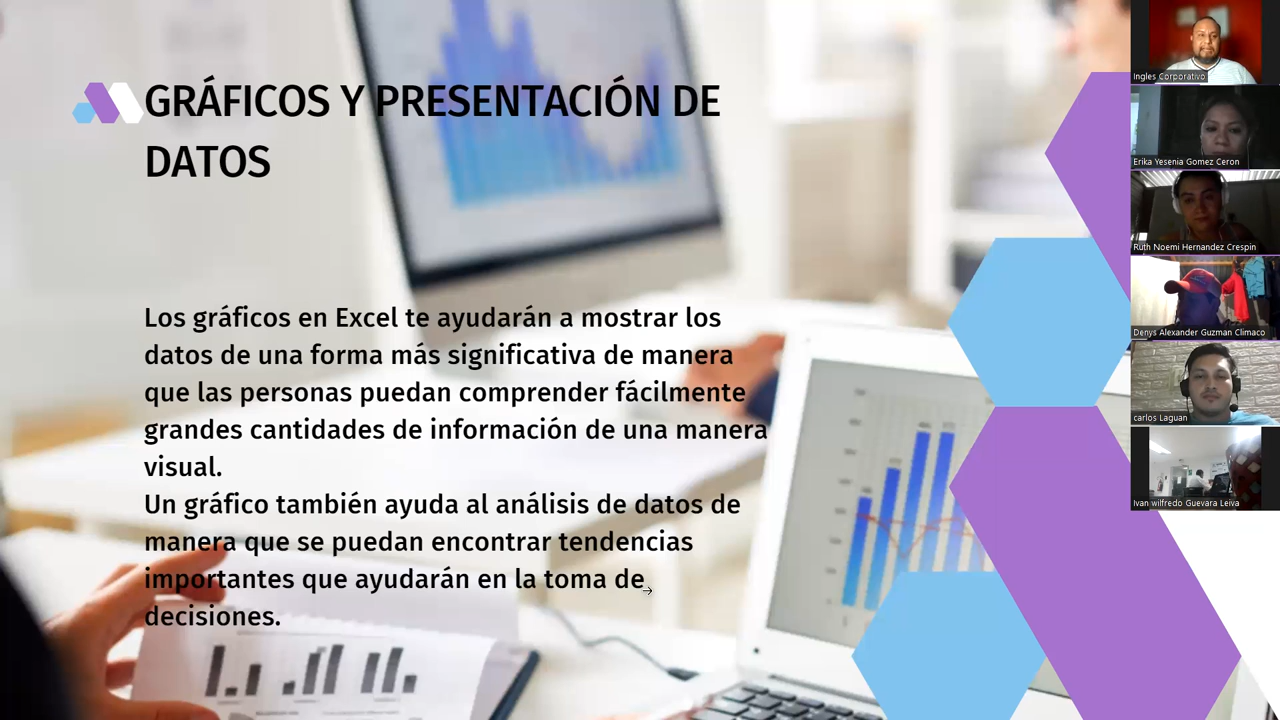 GRÁFICOS Y PRESENTACIÓN DE
DATOS
Los gráficos en Excel te ayudarán a mostrar los
datos de una forma más significativa de manera
que las personas puedan comprender fácilmente
grandes cantidades de información de una manera
visual.
Un gráfico también ayuda al análisis de datos de
manera que se puedan encontrar tendencias
importantes que ayudarán en la toma de
decisiones.
Ingles Corporativo
Erika Yesenia Gomez Ceron
Ruth Noemi Hernandez Crespin
Denys Alexander Guzman Climaco
carlos Laguan
Ivan wilfredo Guevara Leiva